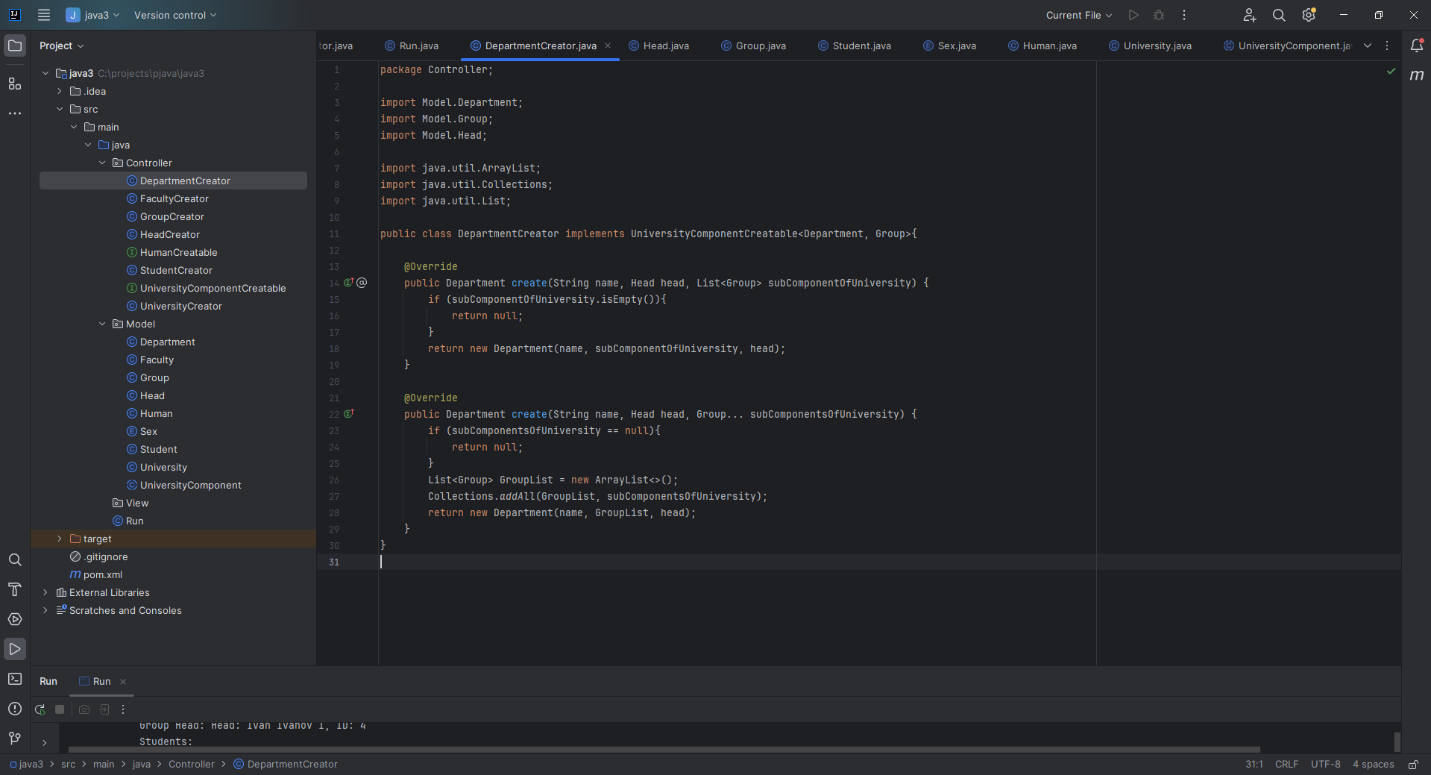 J java3 Version control Current File
Project
tor.java Run.java DepartmentCreator.java Head.java Group.java Student.java Sex.java Human.java University.java UniversityComponent.ja
java3 C:\projects\pjava\java3
.idea
src
main
java
Controller
DepartmentCreator
FacultyCreator
GroupCreator
HeadCreator
HumanCreatable
StudentCreator
UniversityComponentCreatable
UniversityCreator
Model
Department
Faculty
Group
Head
Human
Sex
Student
University
UniversityComponent
View
Run
target
.gitignore
pom.xml
External Libraries
Scratches and Consoles
1 package Controller;
2
3 import Model.Department;
4 import Model.Group;
5 import Model.Head;
6
7 import java.util.ArrayList;
8 import java.util.Collections;
9 import java.util.List;
10
11 public class DepartmentCreator implements UniversityComponentCreatable<Department, Group>{
12
13 @Override
14 public Department create(String name, Head head, List<Group> subComponentOfUniversity) {
15 if (subComponentOfUniversity.isEmpty()){
16 return null;
17 }
18 return new Department(name, subComponentOfUniversity, head);
19 }
20
21 @Override
22 public Department create(String name, Head head, Group... subComponentsOfUniversity) {
23 if (subComponentsOfUniversity == null){
24 return null;
25 }
26 List<Group> GroupList = new ArrayList<>();
27 Collections.addAll(GroupList, subComponentsOfUniversity);
28 return new Department(name, GroupList, head);
29 }
30 }
31
Run Run
Group Head: Head: Ivan Ivanov I, ID: 4
Students:
java3 > src > main > java > Controller > DepartmentCreator 31:1 CRLF UTF-8 4 spaces